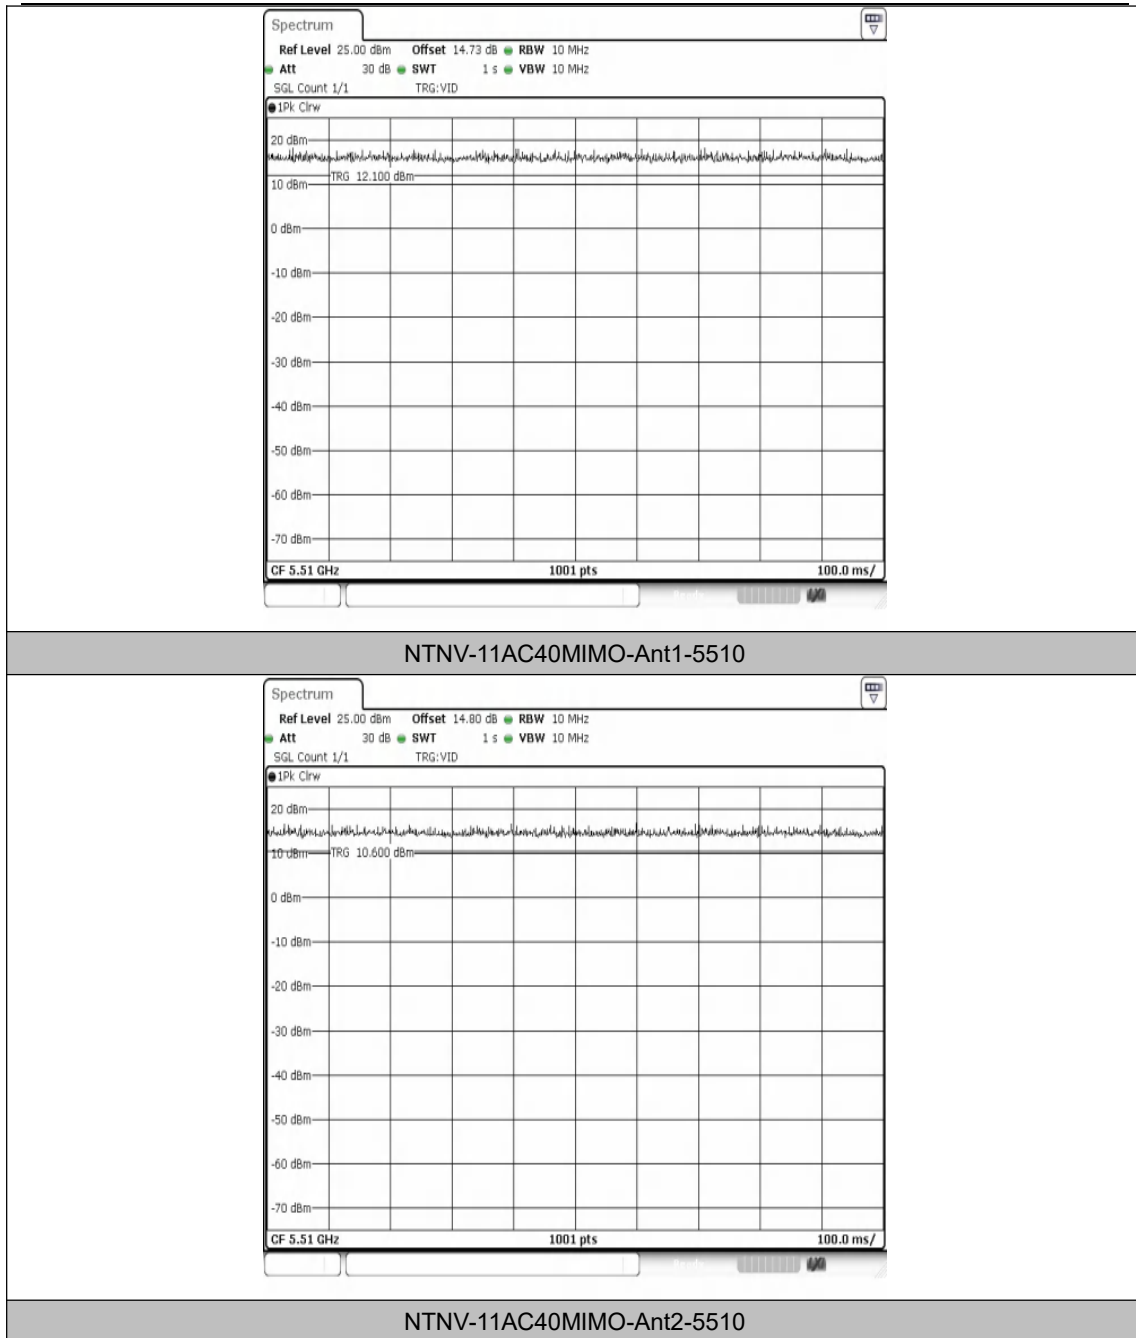 Spectrum
Ref Level 25.00 dBm Offset 14.73 dB RBW 10 MHz
Att 30 dB SWT 1 s VBW 10 MHz
SGL Count 1/1 TRG:VID
1Pk Clrw
20 dBm
TRG 12.100 dBm
10 dBm
0 dBm
-10 dBm
-20 dBm
-30 dBm
-40 dBm
-50 dBm
-60 dBm
-70 dBm
CF 5.51 GHz 1001 pts 100.0 ms/
NTNV-11AC40MIMO-Ant1-5510
Spectrum
Ref Level 25.00 dBm Offset 14.80 dB RBW 10 MHz
Att 30 dB SWT 1 s VBW 10 MHz
SGL Count 1/1 TRG:VID
1Pk Clrw
20 dBm
10 dBm TRG 10.600 dBm
0 dBm
-10 dBm
-20 dBm
-30 dBm
-40 dBm
-50 dBm
-60 dBm
-70 dBm
CF 5.51 GHz 1001 pts 100.0 ms/
NTNV-11AC40MIMO-Ant2-5510